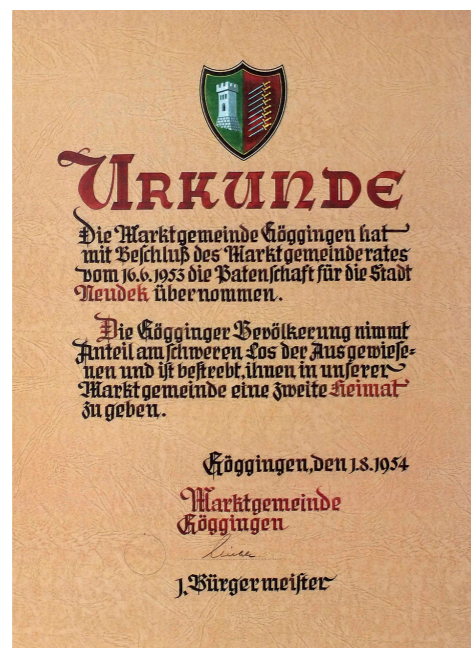 Urkunde
Die Marktgemeinde Göggingen hat
mit Beschluß des Marktgemeinderates
vom 16.6.1953 die Patenschaft für die Stadt
Neudek übernommen.
Die Gögginger Bevölkerung nimmt
Anteil am schweren Los der Ausgewiese-
nen und ist bestrebt, ihnen in unserer
Marktgemeinde eine zweite Heimat
zu geben.
Göggingen, den 1.8.1954
Marktgemeinde
Göggingen
1. Bürgermeister